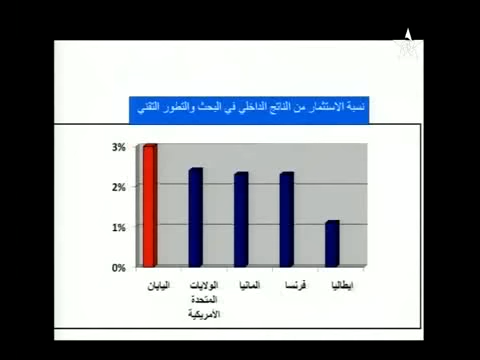 نسبة الاستثمار من الناتج الداخلي في البحث والتطور التقني
3%
2%
1%
0%
اليابان
الولايات
المتحدة
الأمريكية
المانيا
فرنسا
إيطاليا